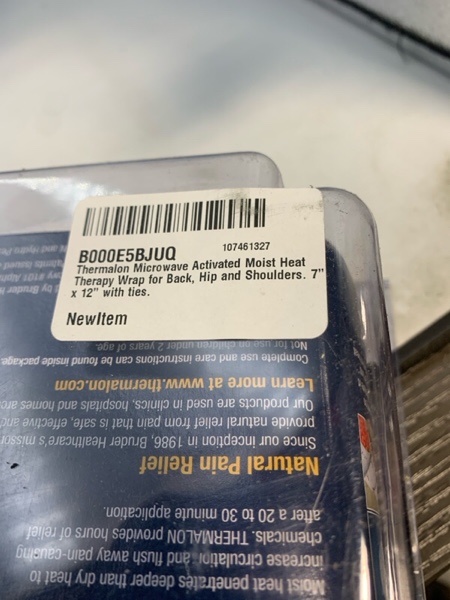 B000E5BJUQ 107461327
Thermalon Microwave Activated Moist Heat
Therapy Wrap for Back, Hip and Shoulders. 7"
x 12" with ties.
NewItem
Moist heat penetrates deeper than dry heat to
increase circulation and flush away pain-causing
chemicals. THERMALON provides hours of relief
after a 20 to 30 minute application.
Natural Pain Relief
Since our inception in 1986, Bruder Healthcare's
provide natural relief from pain that is safe, effective
Our products are used in clinics, hospitals and homes
Learn more at www.thermalon.com
Complete use and care instructions can be found inside package.
Not for use on children under 2 years of age.